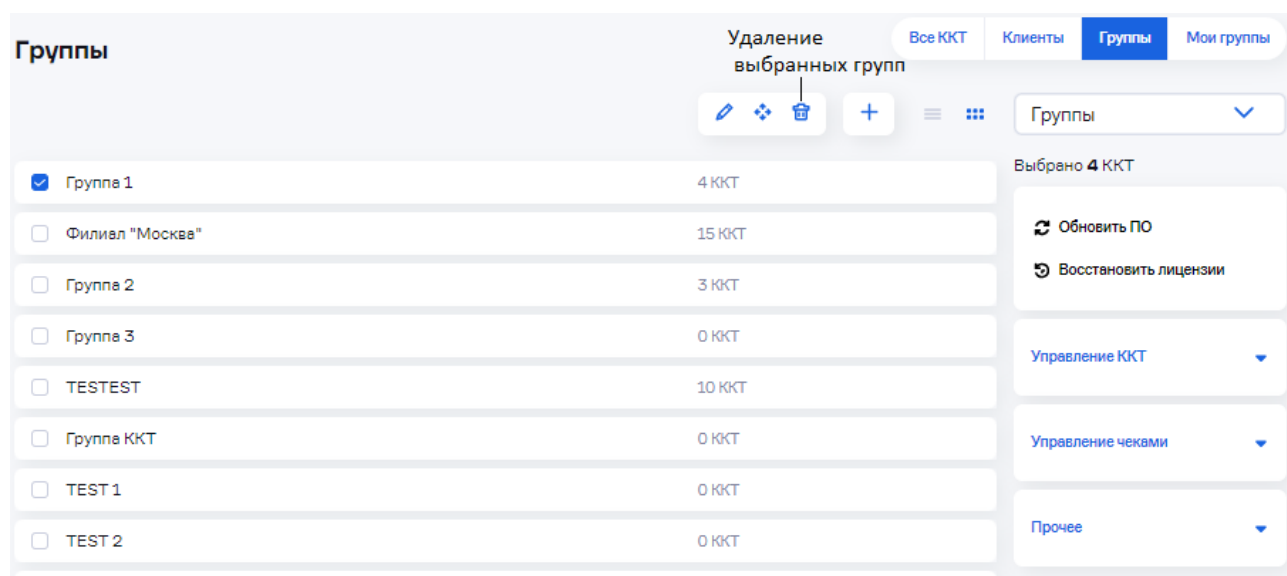 Группы
Удаление
выбранных групп
Все ККТ
Клиенты
Группы
Мои группы
Группы
Выбрано 4 ККТ
Группа 1
4 ККТ
Филиал "Москва"
15 ККТ
Группа 2
3 ККТ
Группа 3
0 ККТ
TESTEST
10 ККТ
Группа ККТ
0 ККТ
TEST 1
0 ККТ
TEST 2
0 ККТ
Обновить ПО
Восстановить лицензии
Управление ККТ
Управление чеками
Прочее